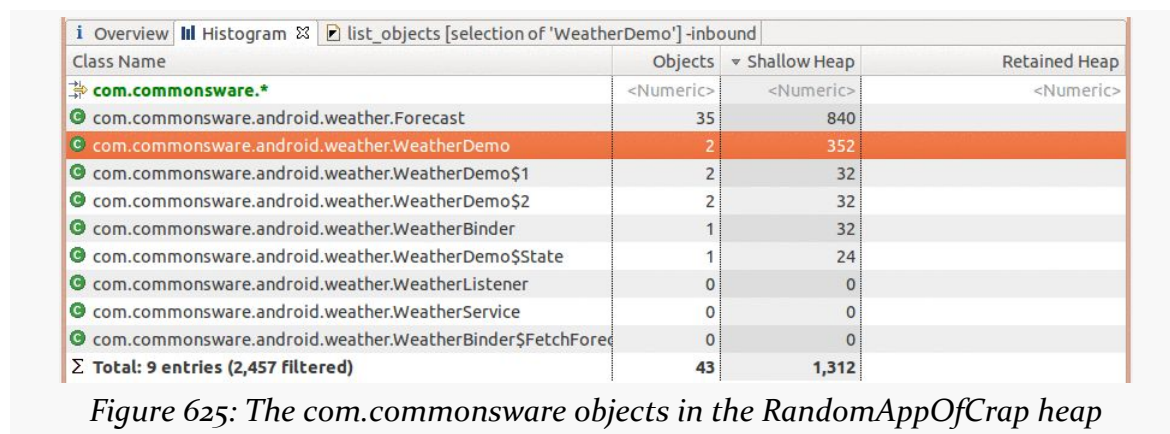 i Overview Histogram list_objects [selection of 'WeatherDemo'] -inbound
Class Name Objects Shallow Heap Retained Heap
com.commonsware.* <Numeric> <Numeric> <Numeric>
com.commonsware.android.weather.Forecast 35 840
com.commonsware.android.weather.WeatherDemo 2 352
com.commonsware.android.weather.WeatherDemo$1 2 32
com.commonsware.android.weather.WeatherDemo$2 2 32
com.commonsware.android.weather.WeatherBinder 1 32
com.commonsware.android.weather.WeatherDemo$State 1 24
com.commonsware.android.weather.WeatherListener 0 0
com.commonsware.android.weather.WeatherService 0 0
com.commonsware.android.weather.WeatherBinder$FetchForec 0 0
Σ Total: 9 entries (2,457 filtered) 43 1,312
Figure 625: The com.commonsware objects in the RandomAppOfCrap heap